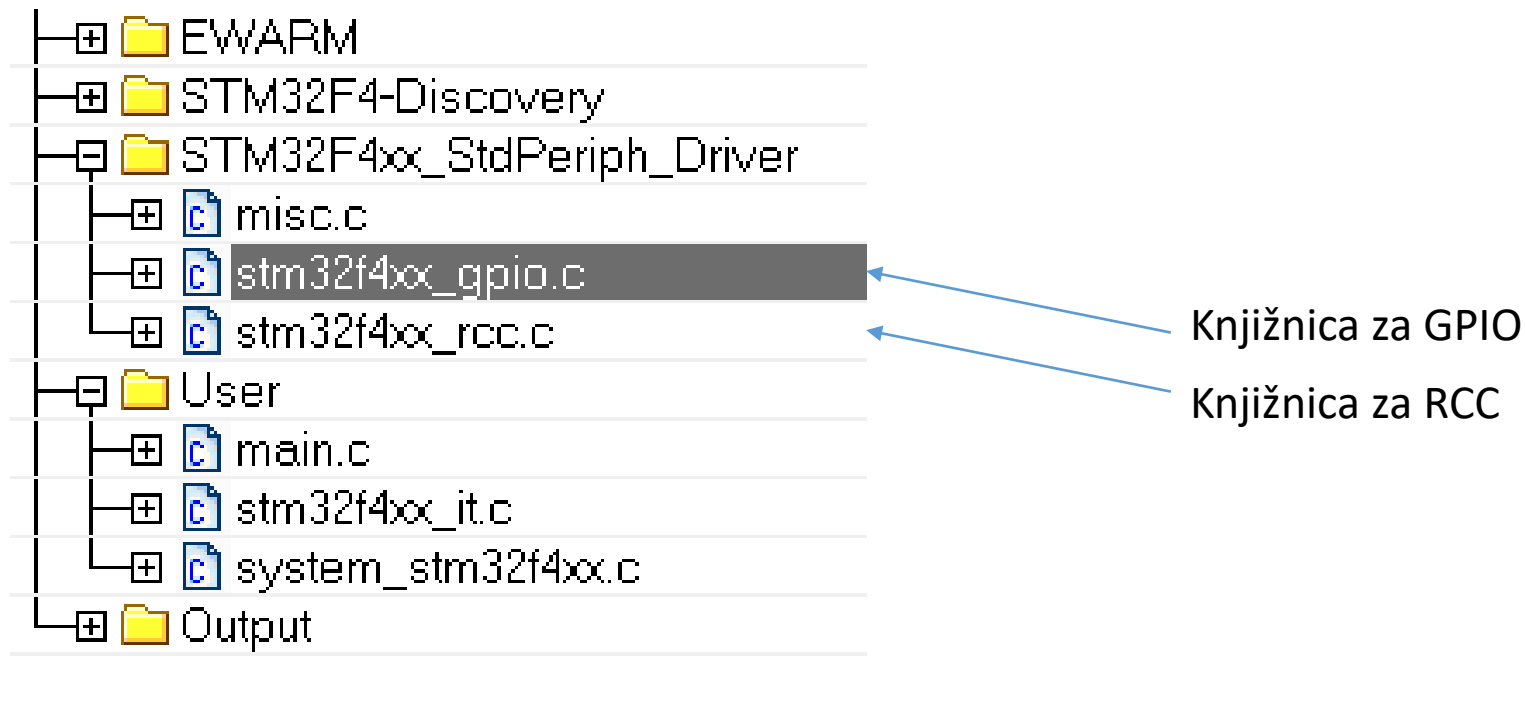 EWARM
STM32F4-Discovery
STM32F4xx_StdPeriph_Driver
misc.c
stm32f4xx_gpio.c
stm32f4xx_rcc.c
User
main.c
stm32f4xx_it.c
system_stm32f4xx.c
Output
Knjižnica za GPIO
Knjižnica za RCC